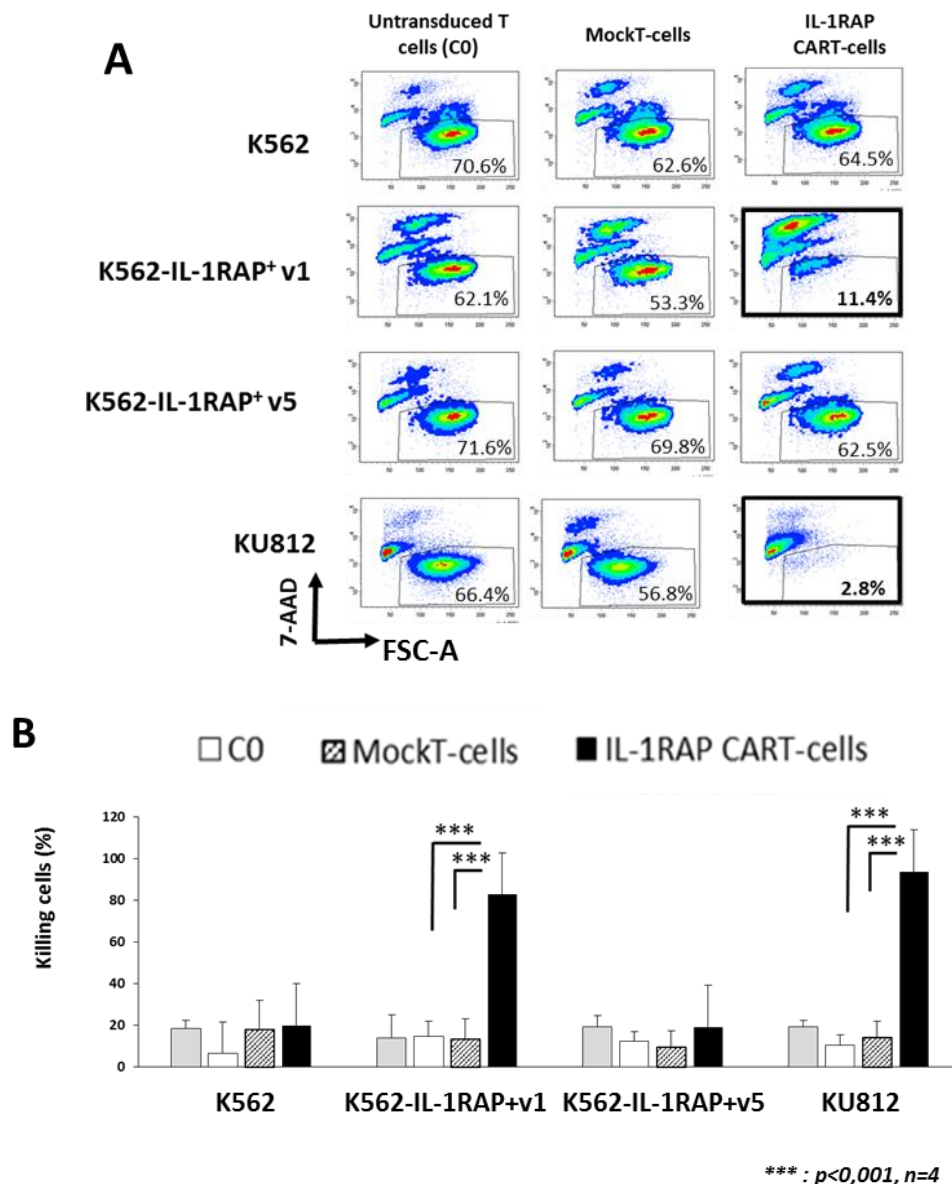 A
Untransduced T
cells (C0)
MockT-cells
IL-1RAP
CART-cells
K562
70.6%
62.6%
64.5%
K562-IL-1RAP+ v1
62.1%
53.3%
11.4%
K562-IL-1RAP+ v5
71.6%
69.8%
62.5%
KU812
66.4%
56.8%
2.8%
7-AAD
FSC-A
B
C0
MockT-cells
IL-1RAP CART-cells
Killing cells (%)
120
100
80
60
40
20
0
***
***
***
***
K562
K562-IL-1RAP+v1
K562-IL-1RAP+v5
KU812
*** : p<0,001, n=4